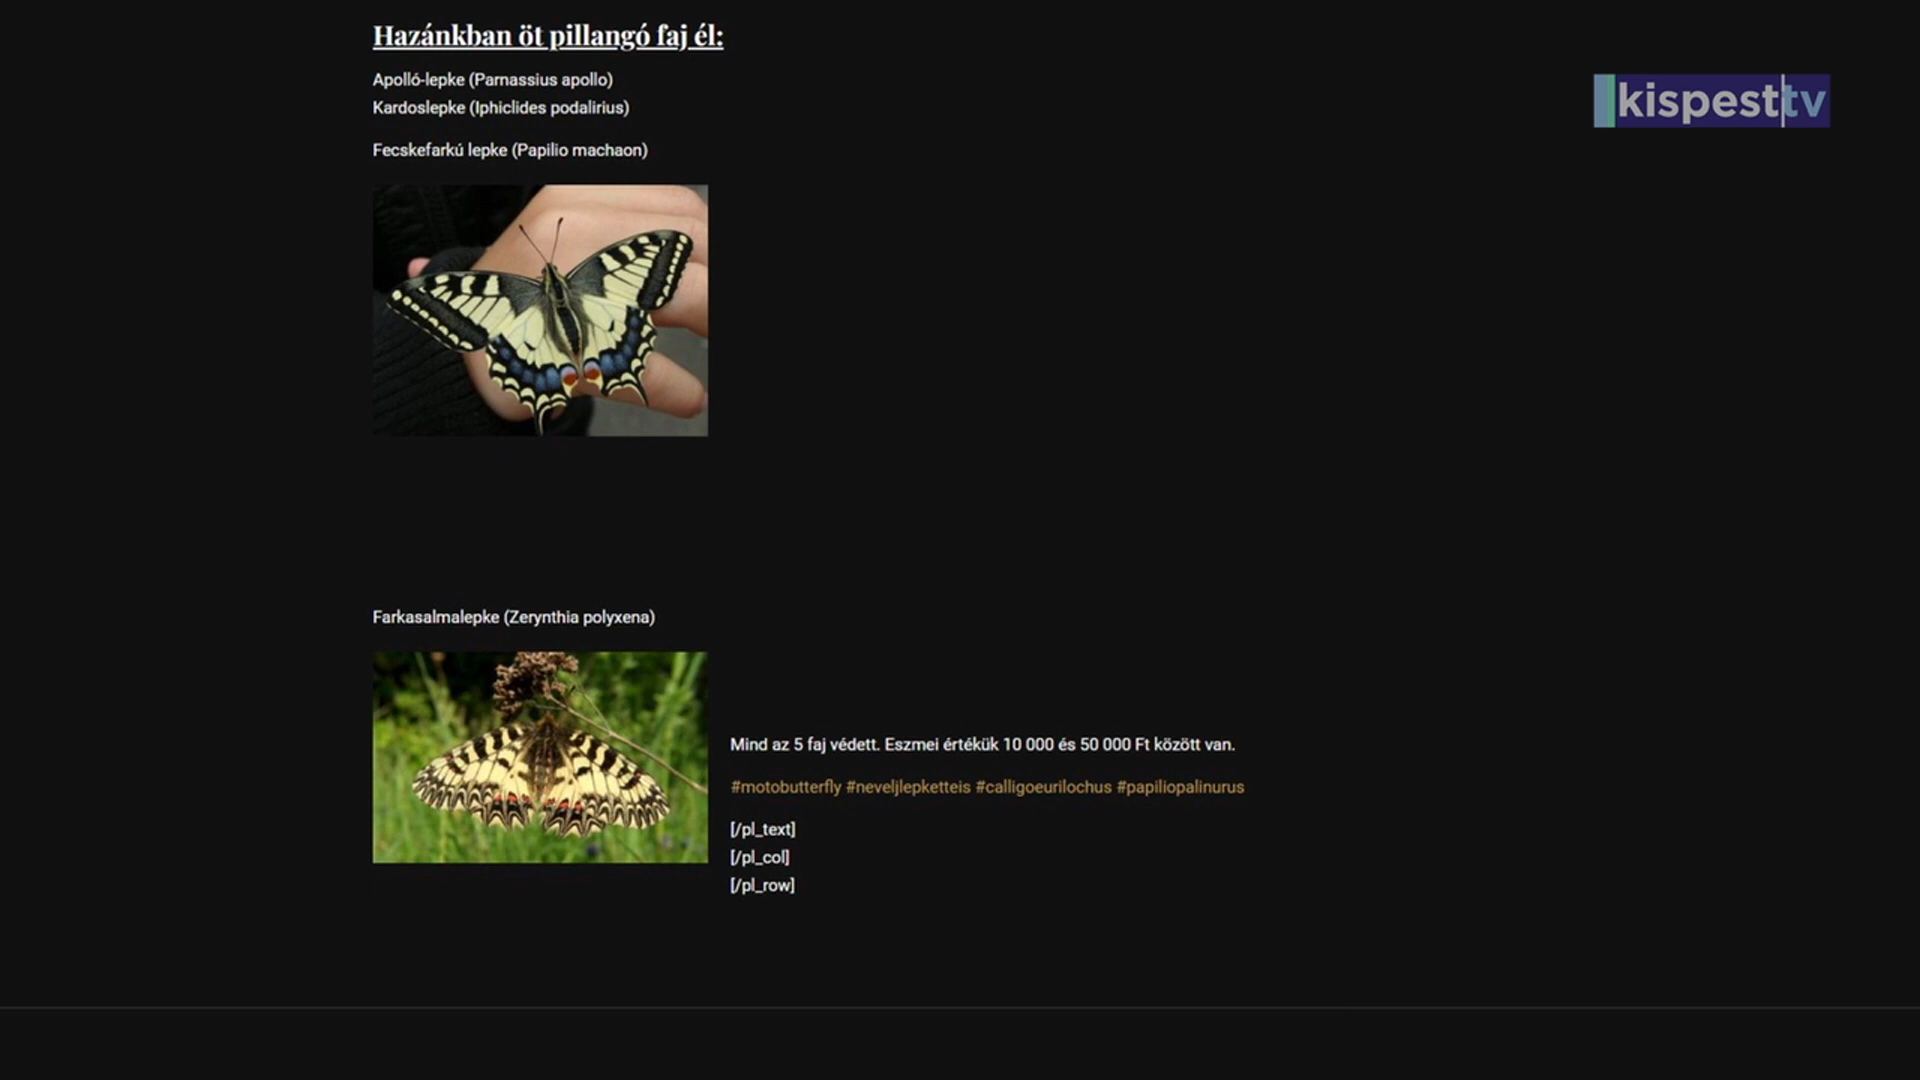 Hazánkban öt pillangó faj él:
Apolló-lepke (Parnassius apollo)
Kardoslepke (Iphiclides podalirius)
Fecskefarkú lepke (Papilio machaon)
kispest tv
Farkasalmalepke (Zerynthia polyxena)
Mind az 5 faj védett. Eszmei értékük 10 000 és 50 000 Ft között van.
#motobutterfly #neveljlepketteis #calligoeurilochus #papiliopalinurus
[/pl_text]
[/pl_col]
[/pl_row]